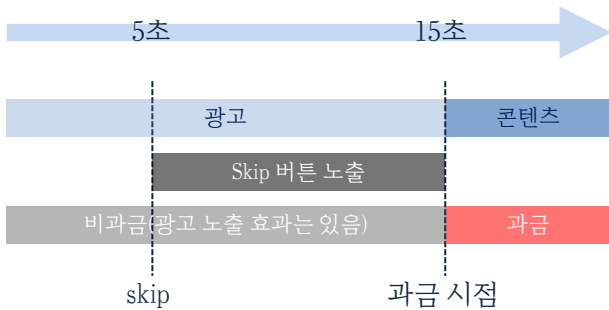 5초 15초
광고 콘텐츠
Skip 버튼 노출
비과금(광고 노출 효과는 있음) 과금
skip 과금 시점